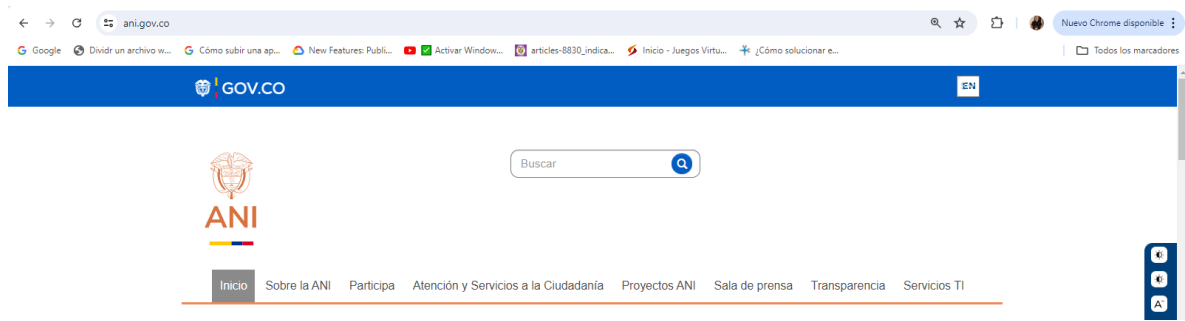 ani.gov.co
Nuevo Chrome disponible
Google Dividir un archivo w... Cómo subir una ap... New Features: Publi... Activar Window... articles-8830_indica... Inicio - Juegos Virtu... ¿Cómo solucionar e... Todos los marcadores
GOV.CO
EN
Buscar
ANI
Inicio Sobre la ANI Participa Atención y Servicios a la Ciudadanía Proyectos ANI Sala de prensa Transparencia Servicios TI
A+